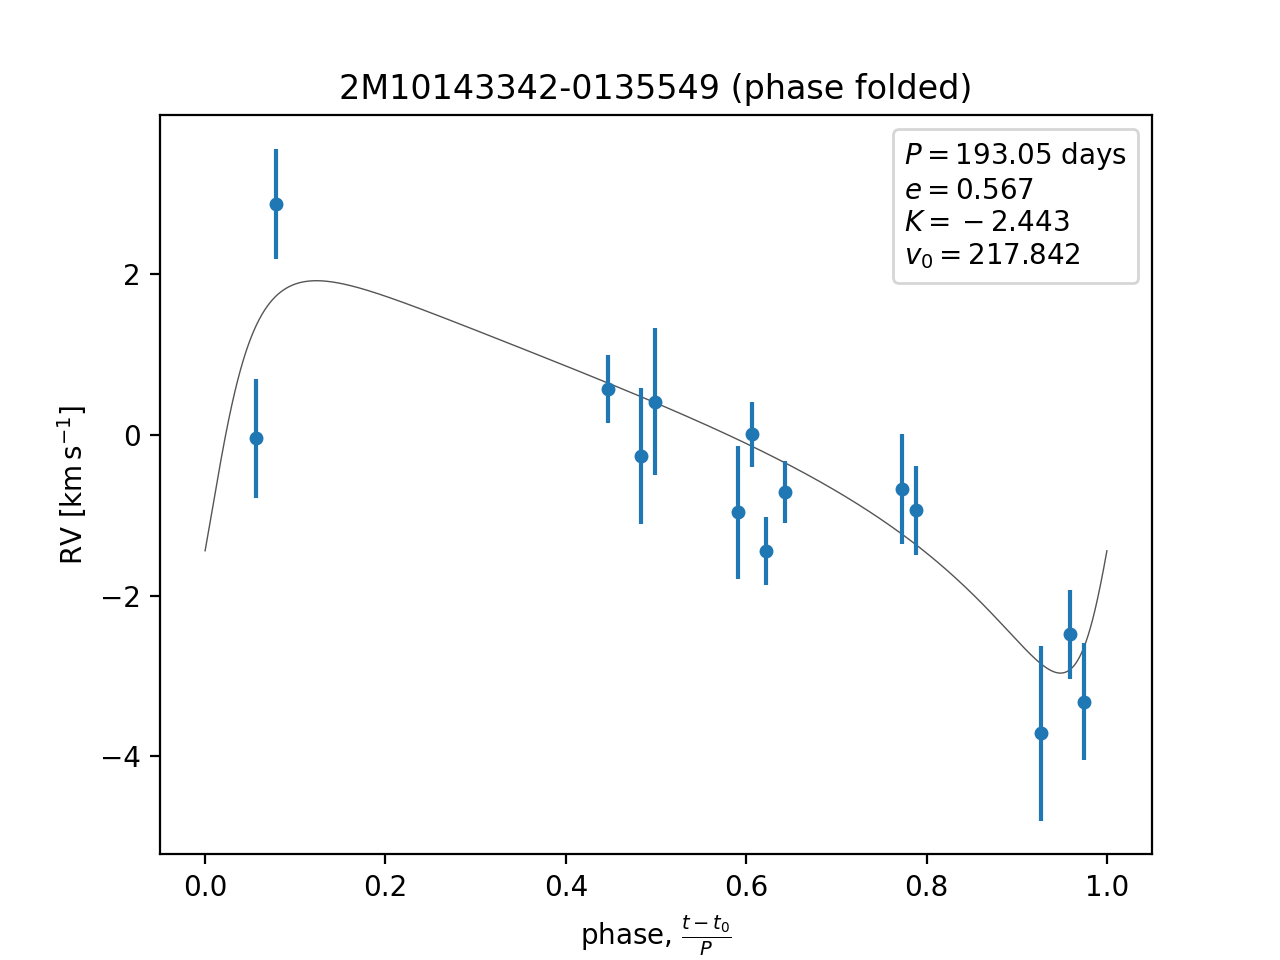 2M10143342-0135549 (phase folded)
P = 193.05 days
e = 0.567
K = −2.443
v₀ = 217.842
RV [km s⁻¹]
2
0
−2
−4
0.0 0.2 0.4 0.6 0.8 1.0
phase, (t − t₀)/P